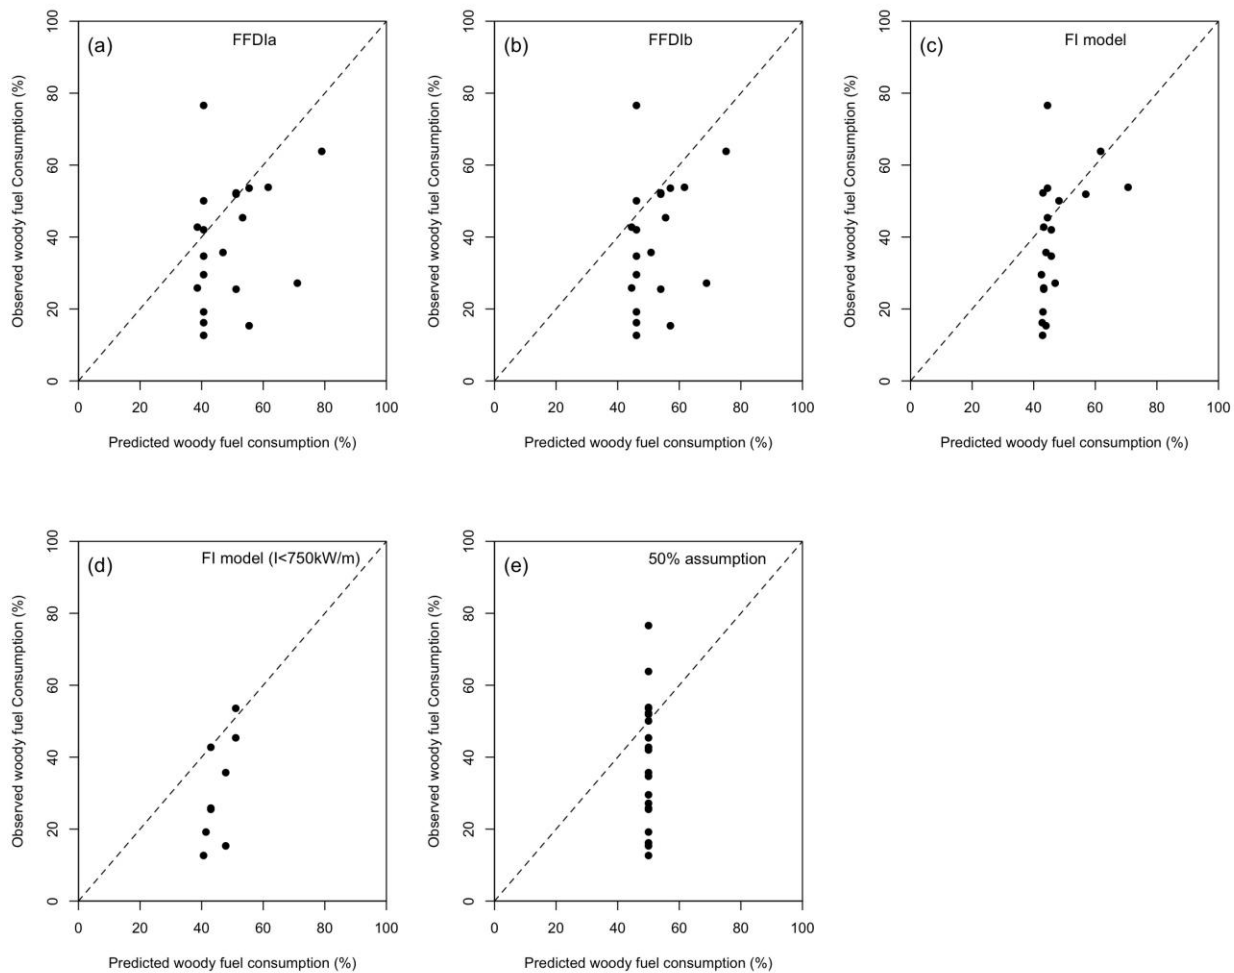 (a) FFDIa
Observed woody fuel Consumption (%)
0 20 40 60 80 100
0 20 40 60 80 100
Predicted woody fuel consumption (%)
(b) FFDIb
Observed woody fuel Consumption (%)
0 20 40 60 80 100
0 20 40 60 80 100
Predicted woody fuel consumption (%)
(c) FI model
Observed woody fuel Consumption (%)
0 20 40 60 80 100
0 20 40 60 80 100
Predicted woody fuel consumption (%)
(d) FI model (I<750kW/m)
Observed woody fuel Consumption (%)
0 20 40 60 80 100
0 20 40 60 80 100
Predicted woody fuel consumption (%)
(e) 50% assumption
Observed woody fuel Consumption (%)
0 20 40 60 80 100
0 20 40 60 80 100
Predicted woody fuel consumption (%)